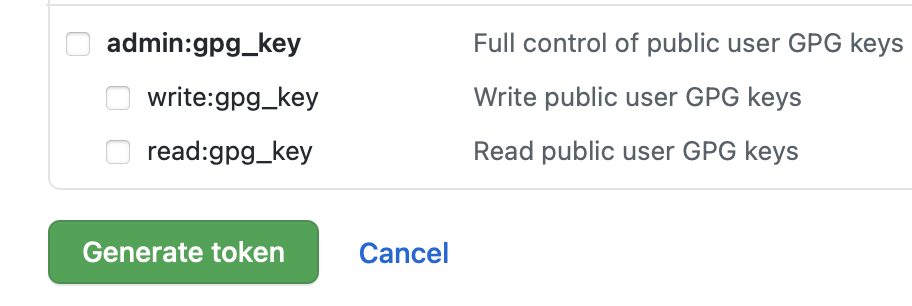 admin:gpg_key Full control of public user GPG keys
write:gpg_key Write public user GPG keys
read:gpg_key Read public user GPG keys
Generate token Cancel